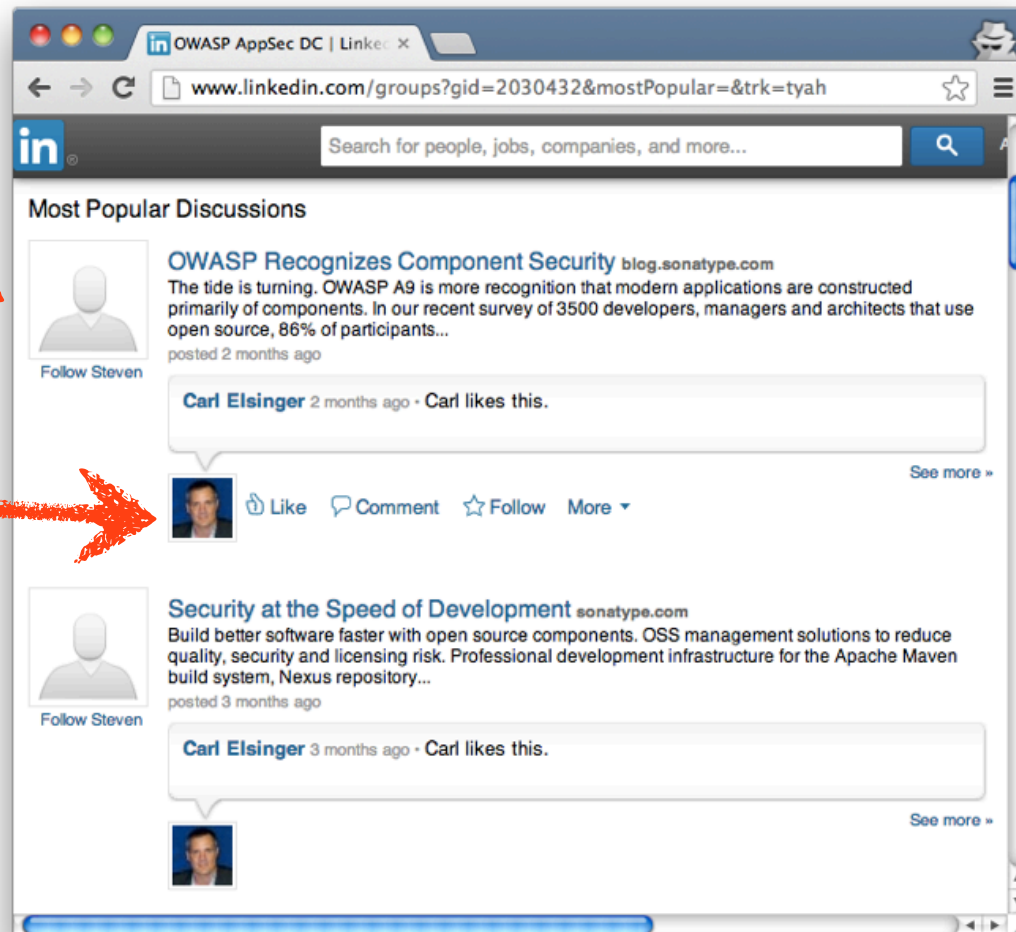 in OWASP AppSec DC | Linked
www.linkedin.com/groups?gid=2030432&mostPopular=&trk=tyah
in®
Search for people, jobs, companies, and more...
A
Most Popular Discussions
OWASP Recognizes Component Security blog.sonatype.com
The tide is turning. OWASP A9 is more recognition that modern applications are constructed
primarily of components. In our recent survey of 3500 developers, managers and architects that use
open source, 86% of participants...
posted 2 months ago
Follow Steven
Carl Elsinger 2 months ago · Carl likes this.
See more »
Like Comment Follow More
Security at the Speed of Development sonatype.com
Build better software faster with open source components. OSS management solutions to reduce
quality, security and licensing risk. Professional development infrastructure for the Apache Maven
build system, Nexus repository...
posted 3 months ago
Follow Steven
Carl Elsinger 3 months ago · Carl likes this.
See more »